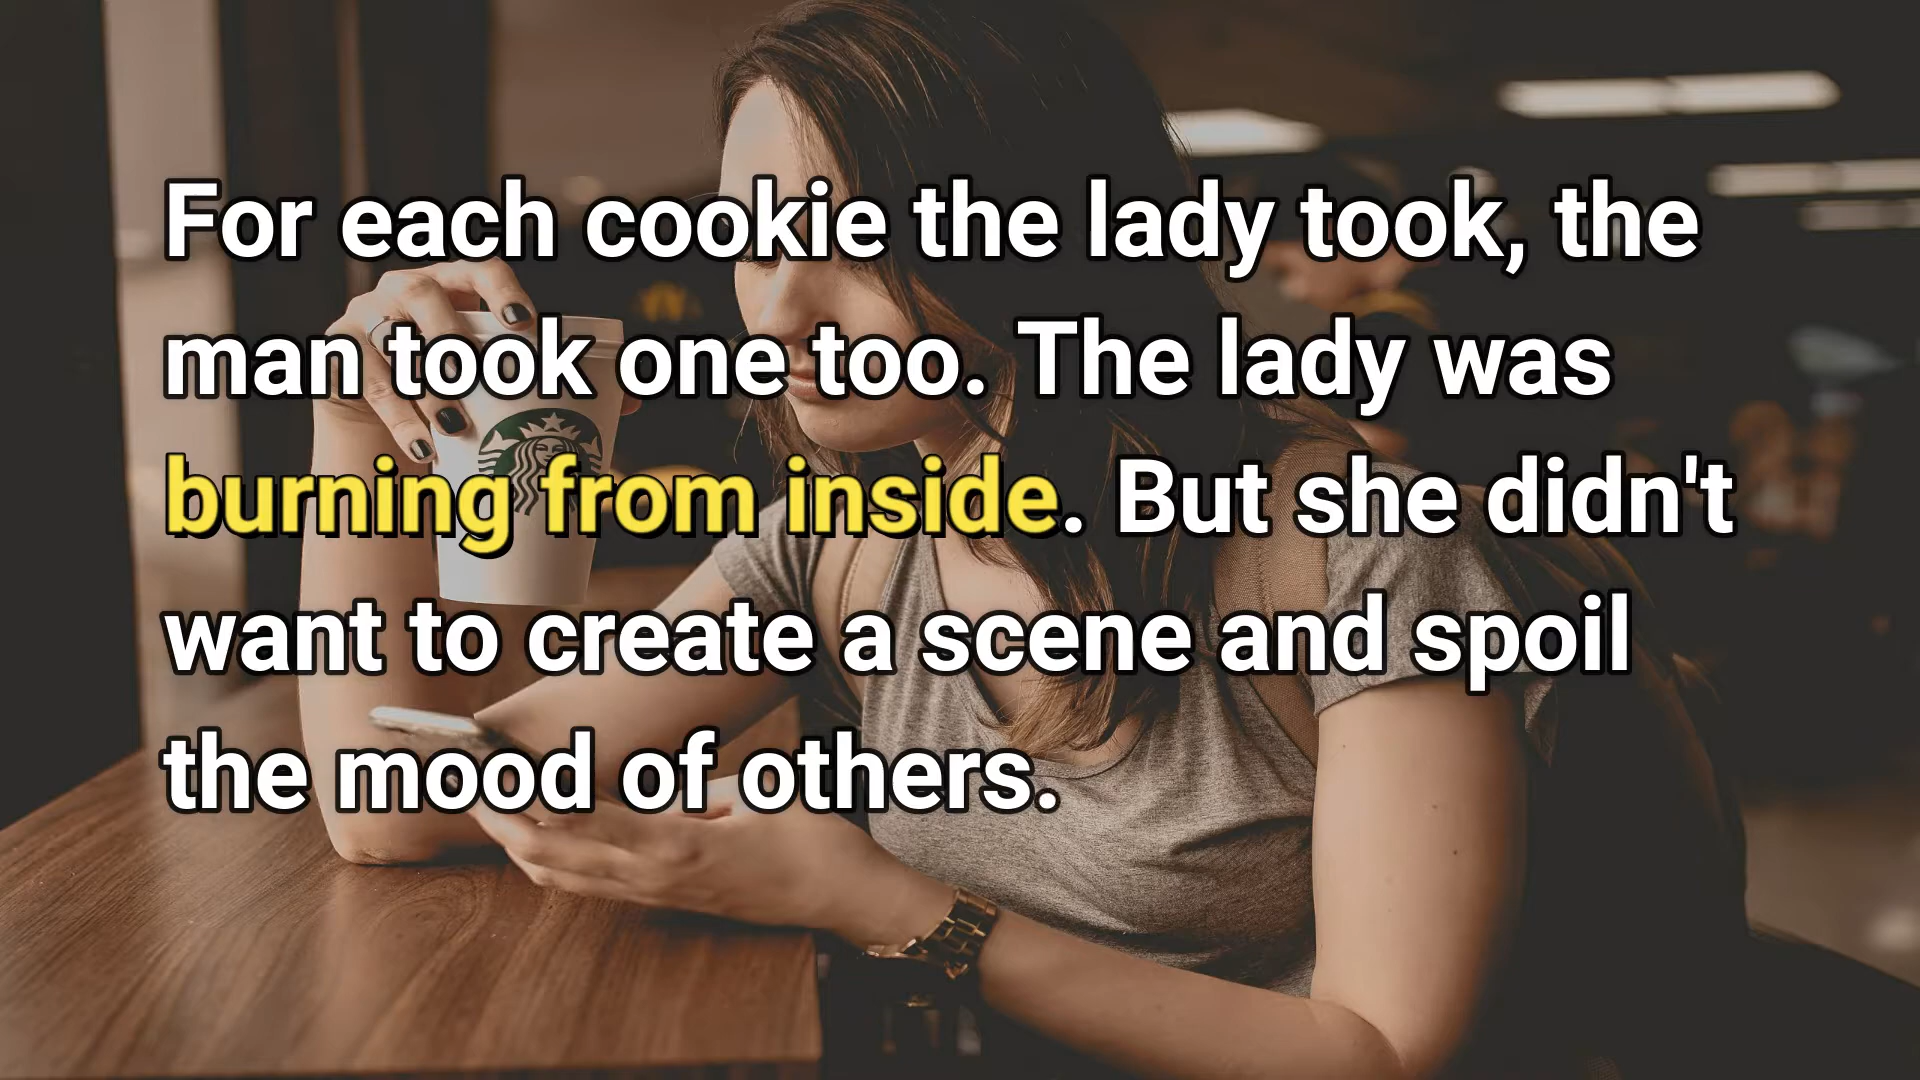 For each cookie the lady took, the
man took one too. The lady was
burning from inside. But she didn't
want to create a scene and spoil
the mood of others.